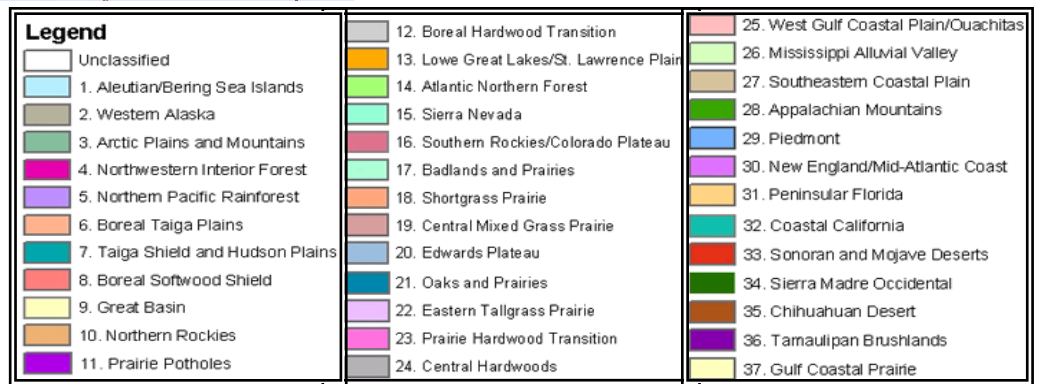 Legend
Unclassified
1. Aleutian/Bering Sea Islands
2. Western Alaska
3. Arctic Plains and Mountains
4. Northwestern Interior Forest
5. Northern Pacific Rainforest
6. Boreal Taiga Plains
7. Taiga Shield and Hudson Plains
8. Boreal Softwood Shield
9. Great Basin
10. Northern Rockies
11. Prairie Potholes
12. Boreal Hardwood Transition
13. Lowe Great Lakes/St. Lawrence Plain
14. Atlantic Northern Forest
15. Sierra Nevada
16. Southern Rockies/Colorado Plateau
17. Badlands and Prairies
18. Shortgrass Prairie
19. Central Mixed Grass Prairie
20. Edwards Plateau
21. Oaks and Prairies
22. Eastern Tallgrass Prairie
23. Prairie Hardwood Transition
24. Central Hardwoods
25. West Gulf Coastal Plain/Ouachitas
26. Mississippi Alluvial Valley
27. Southeastern Coastal Plain
28. Appalachian Mountains
29. Piedmont
30. New England/Mid-Atlantic Coast
31. Peninsular Florida
32. Coastal California
33. Sonoran and Mojave Deserts
34. Sierra Madre Occidental
35. Chihuahuan Desert
36. Tamaulipan Brushlands
37. Gulf Coastal Prairie